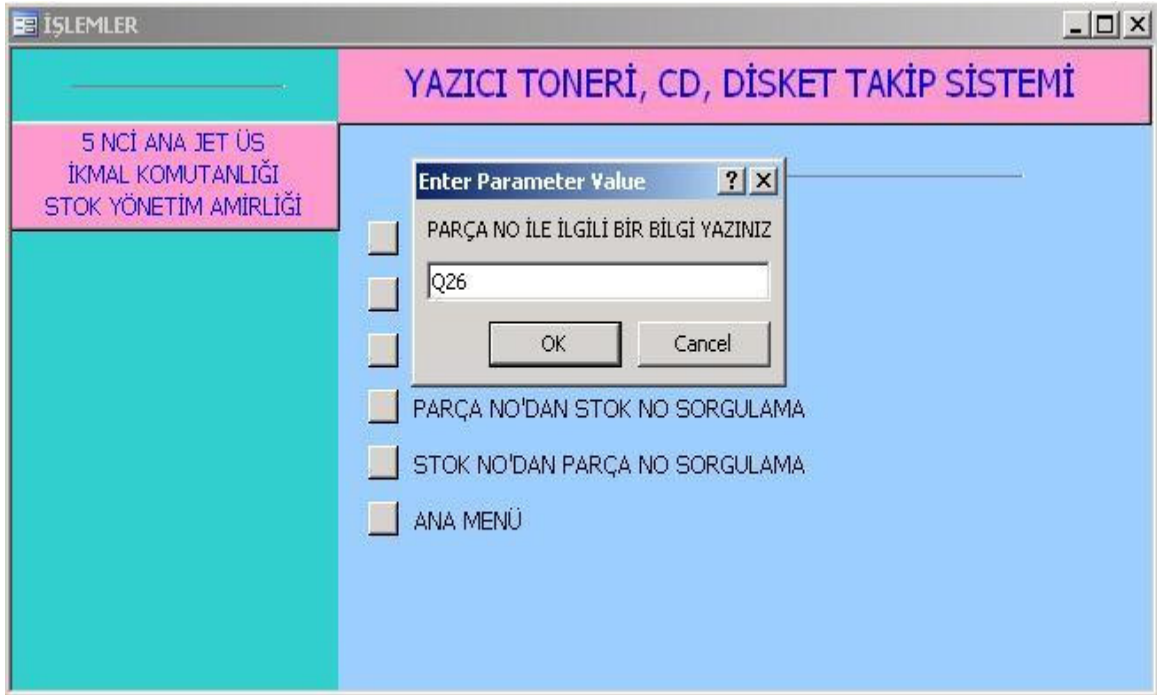 İŞLEMLER
YAZICI TONERİ, CD, DİSKET TAKİP SİSTEMİ
5 NCİ ANA JET ÜS
İKMAL KOMUTANLIĞI
STOK YÖNETİM AMİRLİĞİ
Enter Parameter Value
PARÇA NO İLE İLGİLİ BİR BİLGİ YAZINIZ
Q26
OK Cancel
PARÇA NO'DAN STOK NO SORGULAMA
STOK NO'DAN PARÇA NO SORGULAMA
ANA MENÜ